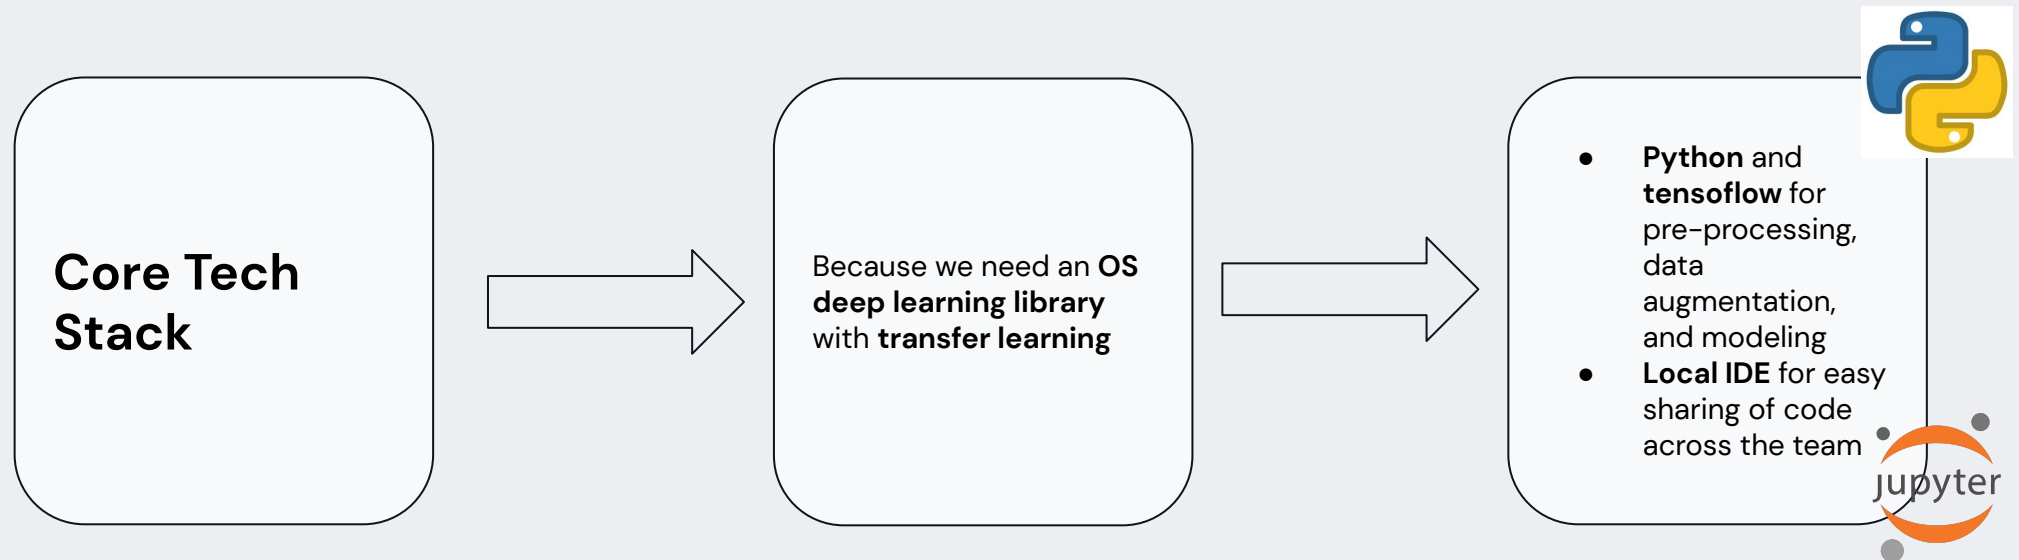 Core Tech
Stack
Because we need an OS
deep learning library
with transfer learning
● Python and
tensoflow for
pre-processing,
data
augmentation,
and modeling
● Local IDE for easy
sharing of code
across the team
jupyter